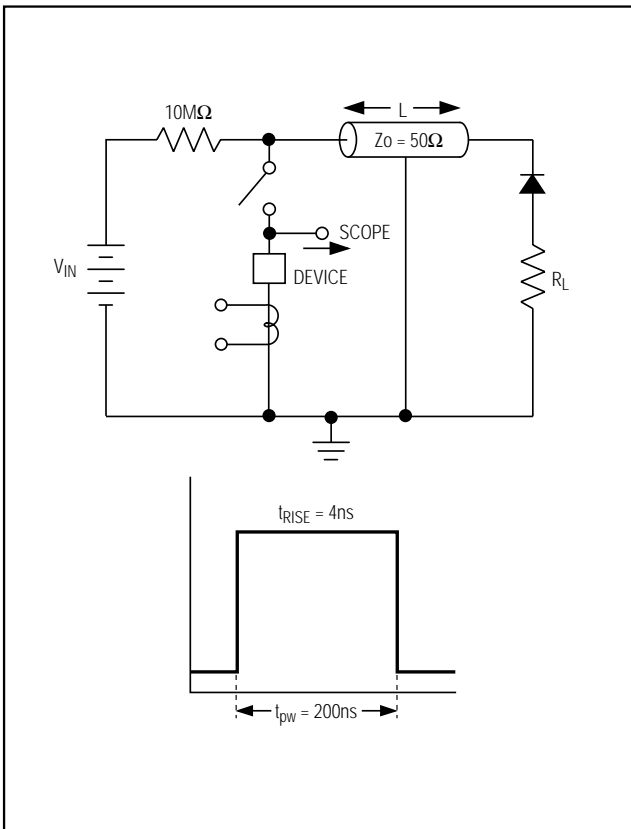 10MΩ
L
Zo = 50Ω
SCOPE
VIN
DEVICE
RL
tRISE = 4ns
tpw = 200ns